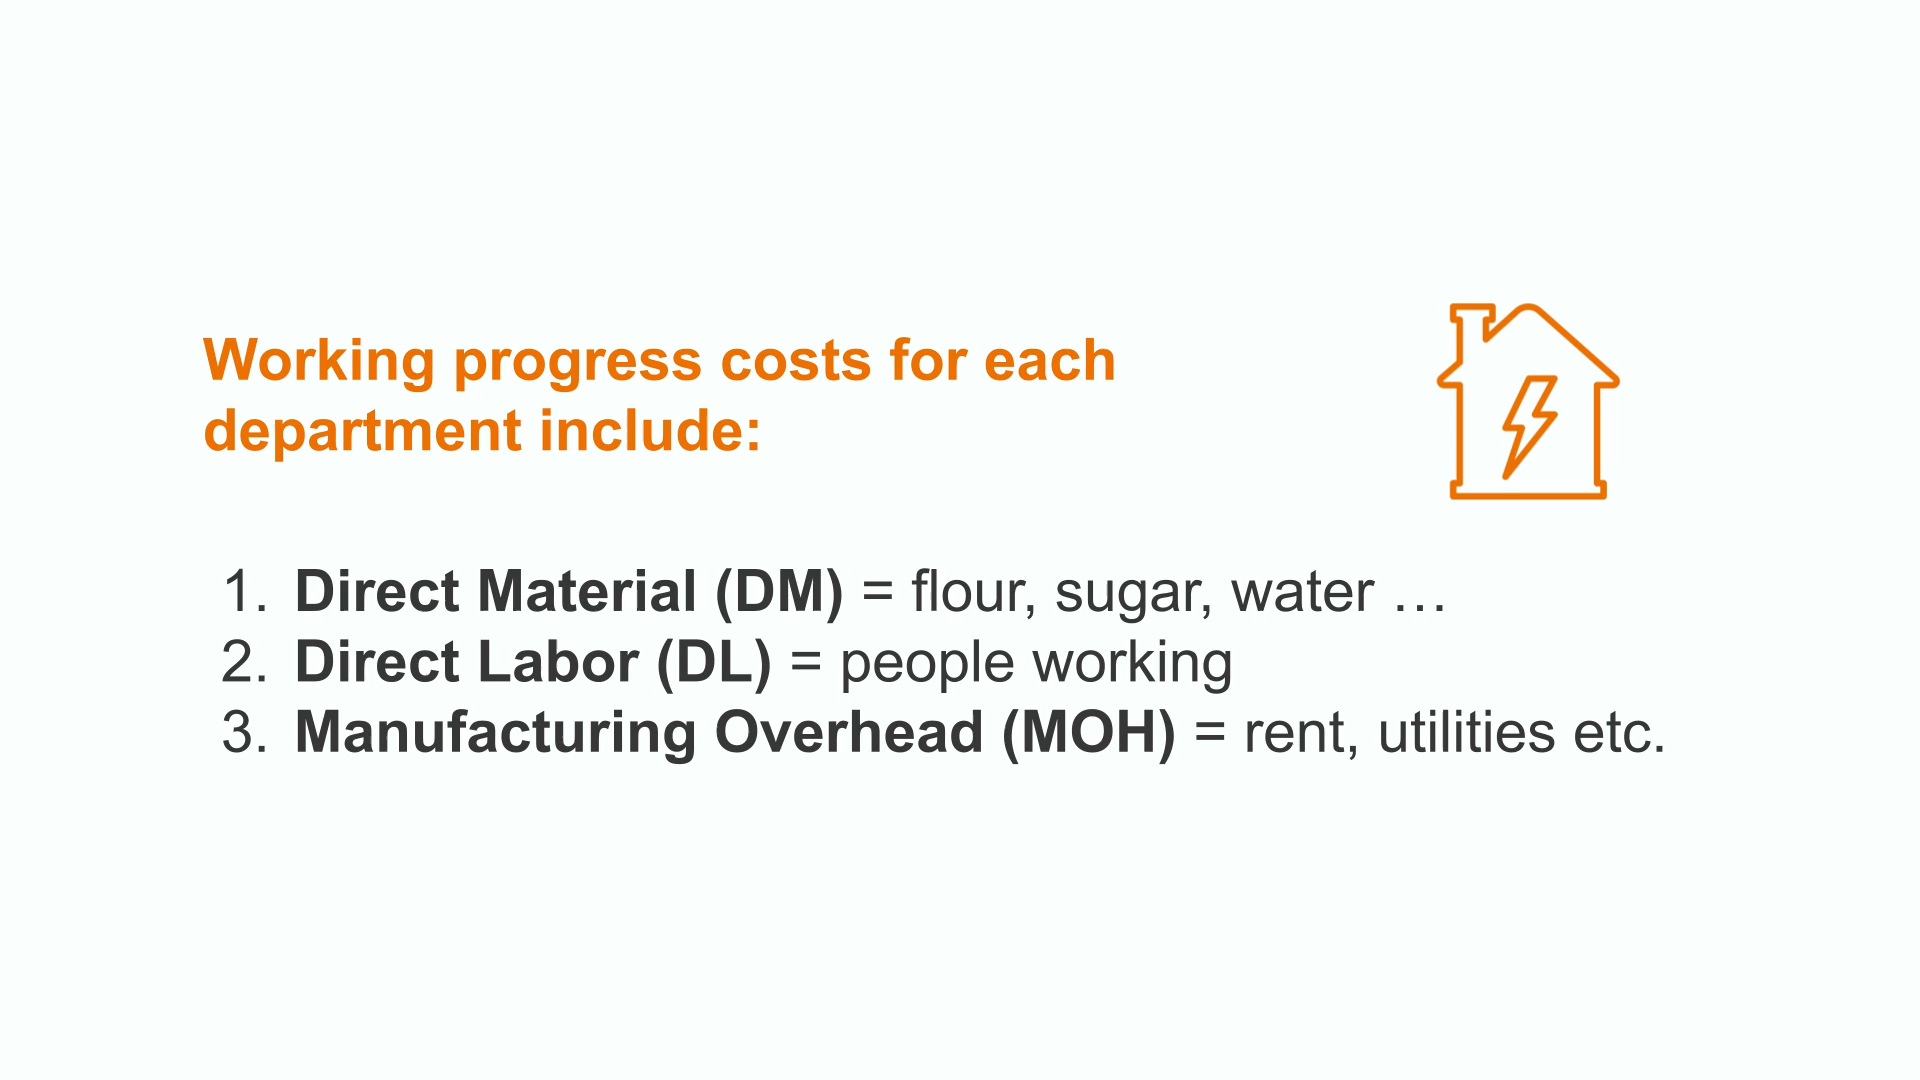 Working progress costs for each
department include:
1. Direct Material (DM) = flour, sugar, water …
2. Direct Labor (DL) = people working
3. Manufacturing Overhead (MOH) = rent, utilities etc.